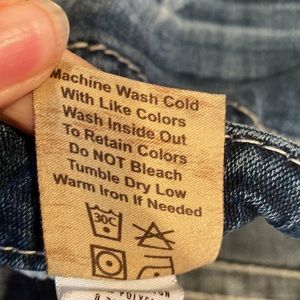 Machine Wash Cold
With Like Colors
Wash Inside Out
To Retain Colors
Do NOT Bleach
Tumble Dry Low
Warm Iron If Needed
30C